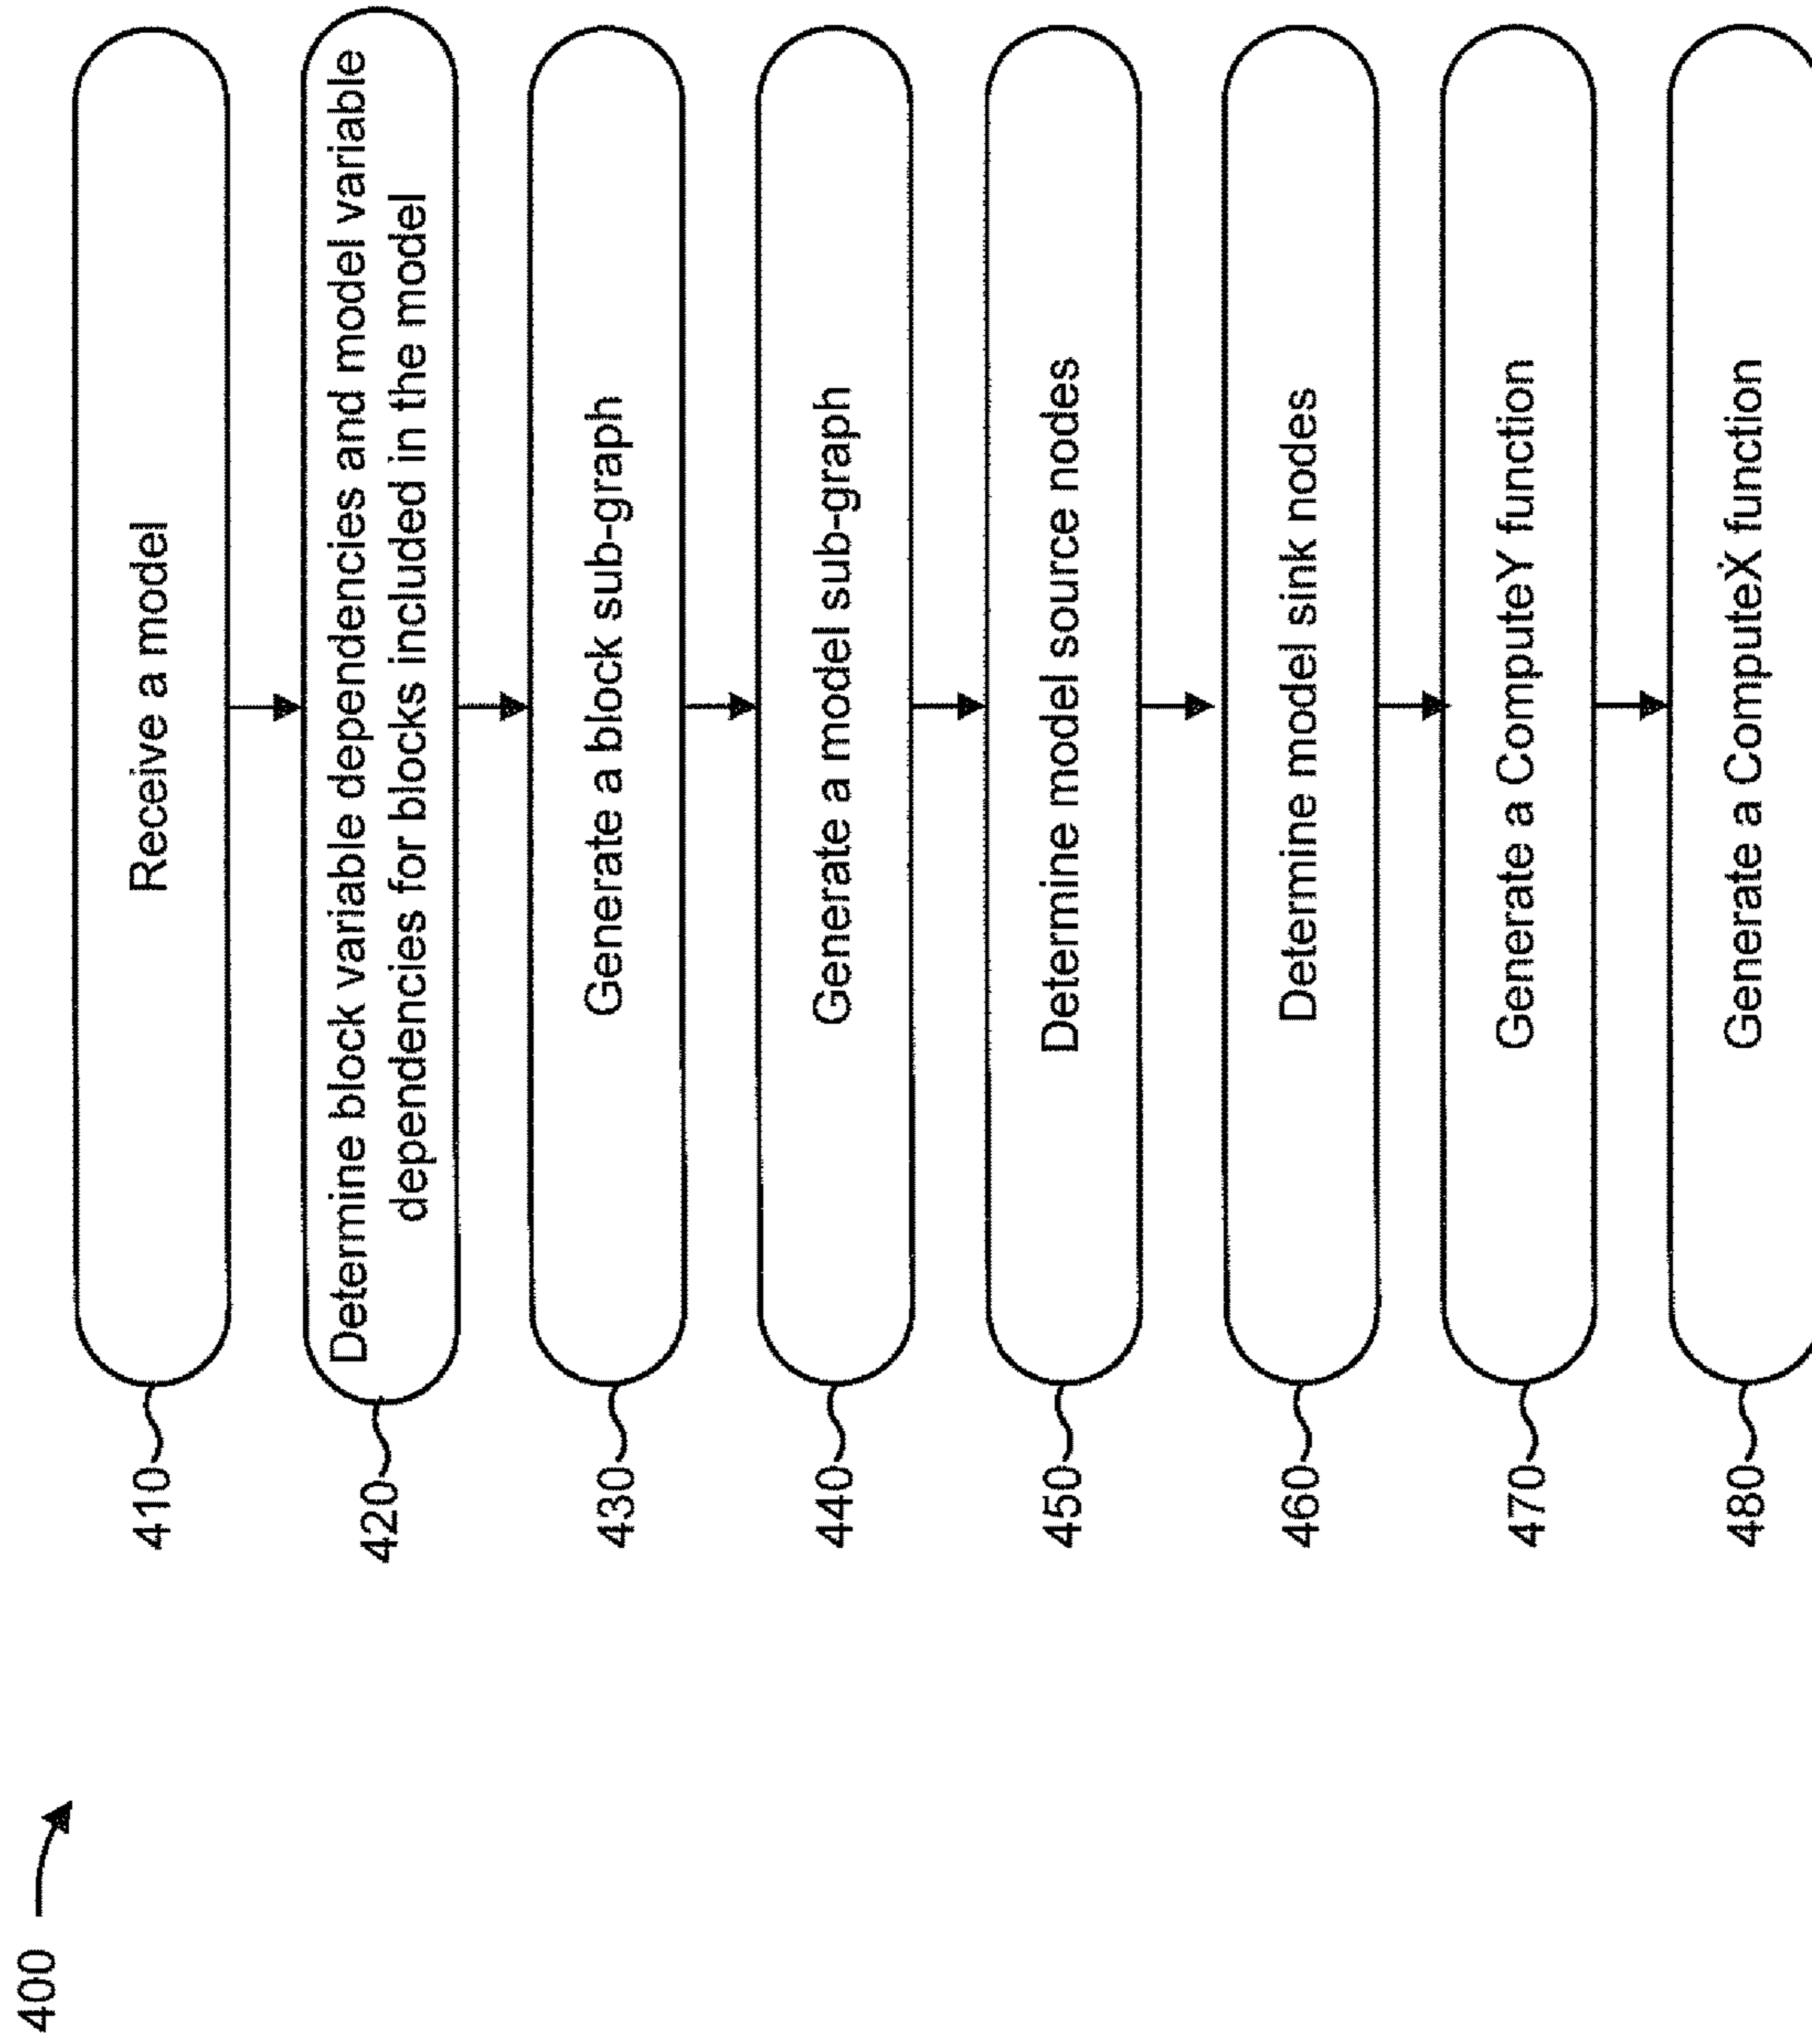 400
410
Receive a model
420
Determine block variable dependencies and model variable
dependencies for blocks included in the model
430
Generate a block sub-graph
440
Generate a model sub-graph
450
Determine model source nodes
460
Determine model sink nodes
470
Generate a ComputeY function
480
Generate a ComputeẊ function